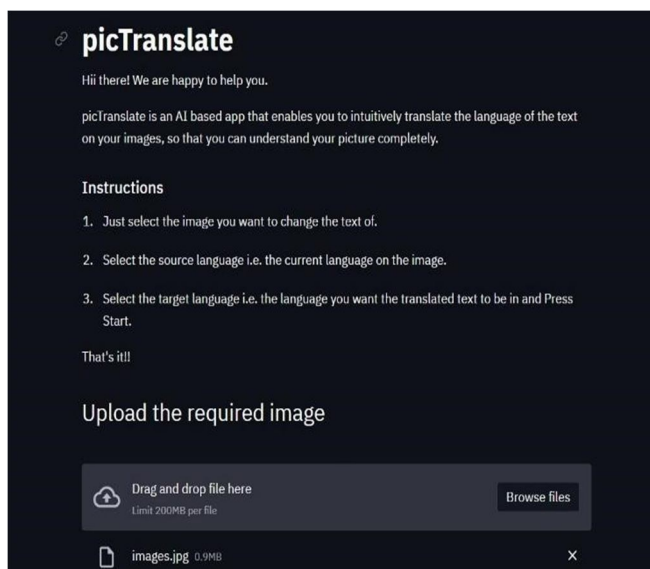 picTranslate
Hii there! We are happy to help you.
picTranslate is an AI based app that enables you to intuitively translate the language of the text
on your images, so that you can understand your picture completely.
Instructions
1. Just select the image you want to change the text of.
2. Select the source language i.e. the current language on the image.
3. Select the target language i.e. the language you want the translated text to be in and Press
Start.
That's it!!
Upload the required image
Drag and drop file here
Limit 200MB per file
Browse files
images.jpg 0.9MB